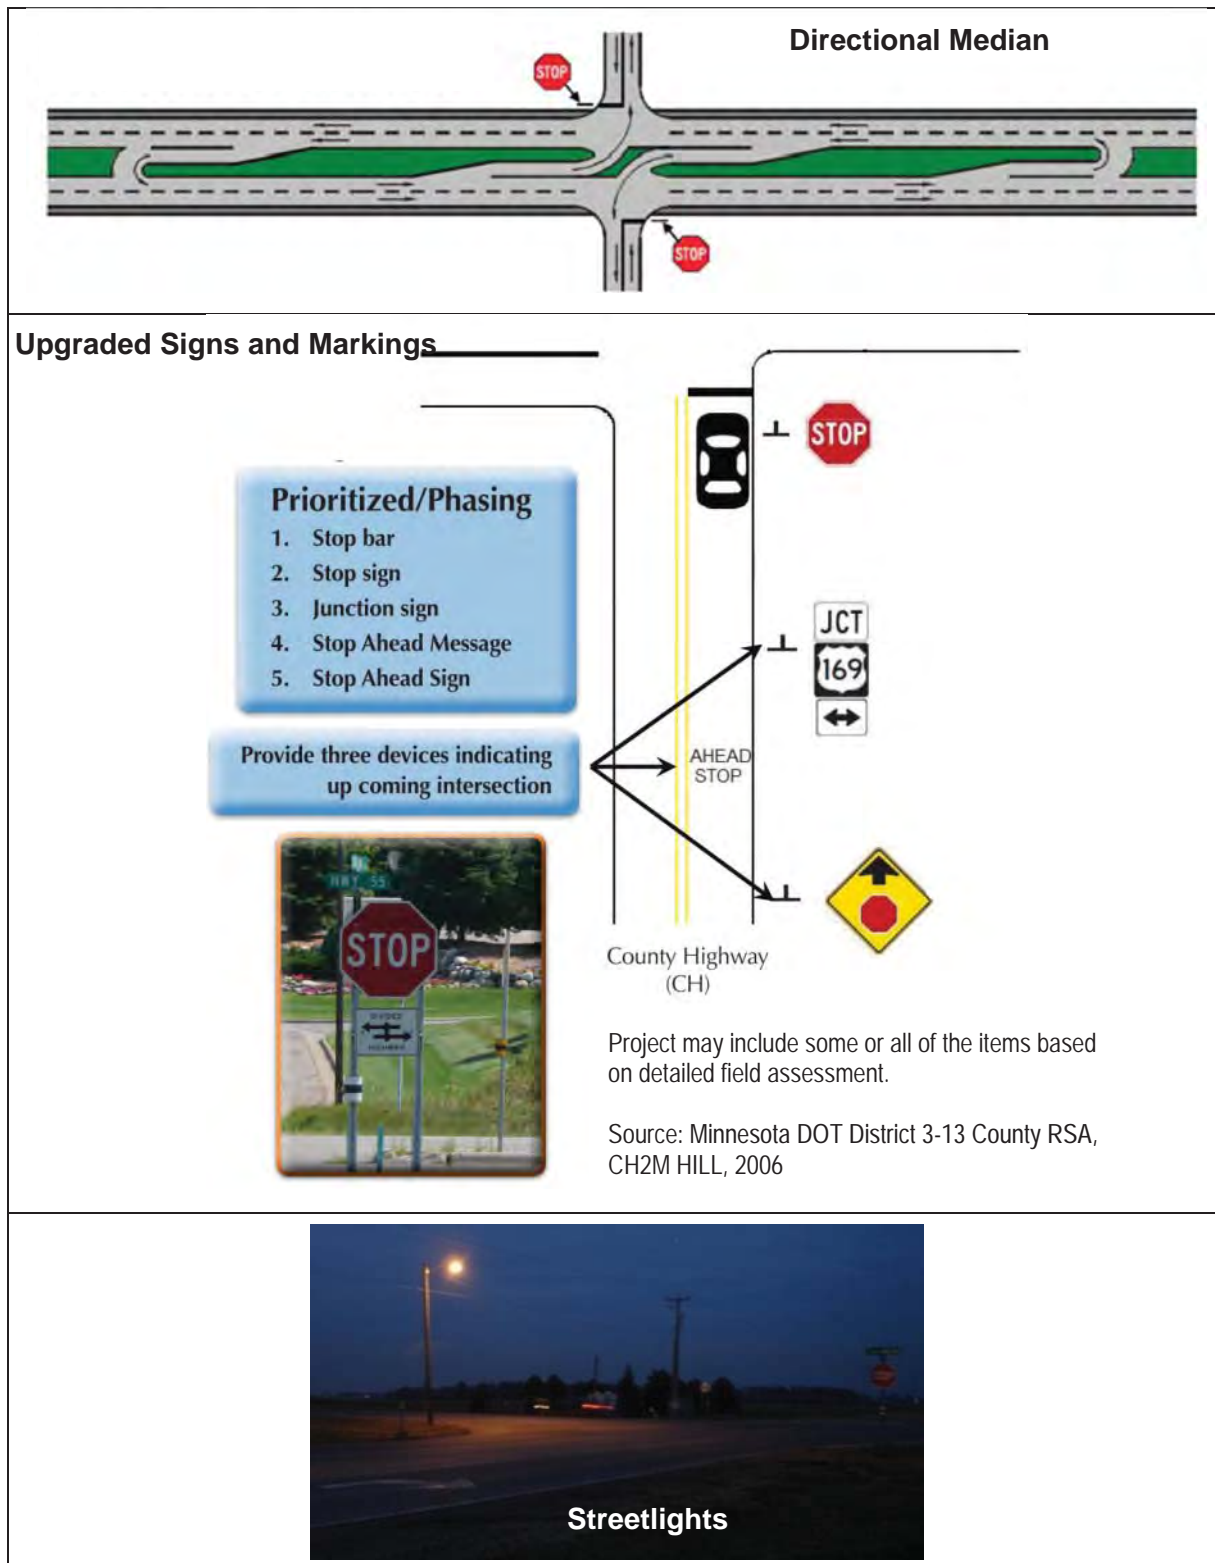 Directional Median
STOP
STOP
Upgraded Signs and Markings
STOP
Prioritized/Phasing
1. Stop bar
2. Stop sign
3. Junction sign
4. Stop Ahead Message
5. Stop Ahead Sign
JCT
169
Provide three devices indicating
up coming intersection
AHEAD
STOP
HWY 55
STOP
DIVIDED
HIGHWAY
County Highway
(CH)
Project may include some or all of the items based
on detailed field assessment.
Source: Minnesota DOT District 3-13 County RSA,
CH2M HILL, 2006
STOP
Streetlights